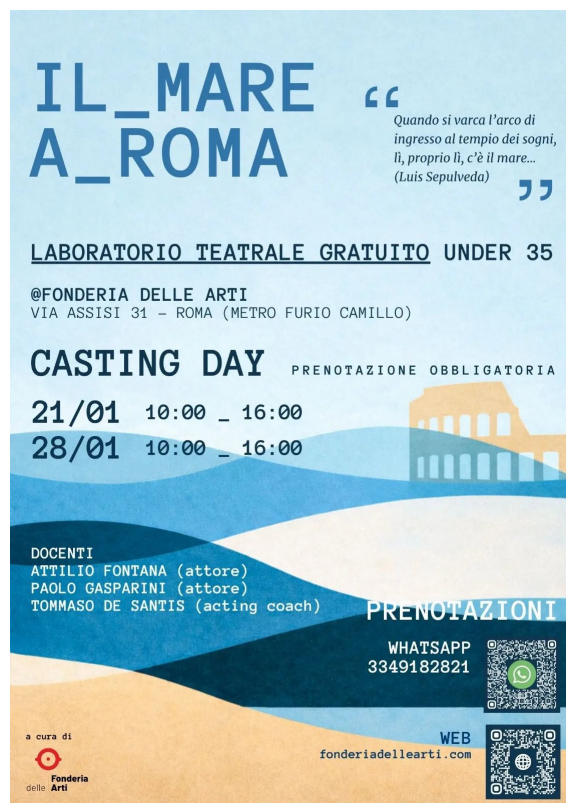 IL_MARE
A_ROMA
“
Quando si varca l’arco di
ingresso al tempio dei sogni,
lì, proprio lì, c’è il mare...
(Luis Sepulveda)
”
LABORATORIO TEATRALE GRATUITO UNDER 35
@FONDERIA DELLE ARTI
VIA ASSISI 31 – ROMA (METRO FURIO CAMILLO)
CASTING DAY PRENOTAZIONE OBBLIGATORIA
21/01 10:00 _ 16:00
28/01 10:00 _ 16:00
DOCENTI
ATTILIO FONTANA (attore)
PAOLO GASPARINI (attore)
TOMMASO DE SANTIS (acting coach)
PRENOTAZIONI
WHATSAPP
3349182821
WEB
fonderiadellearti.com
a cura di
Fonderia
delle Arti